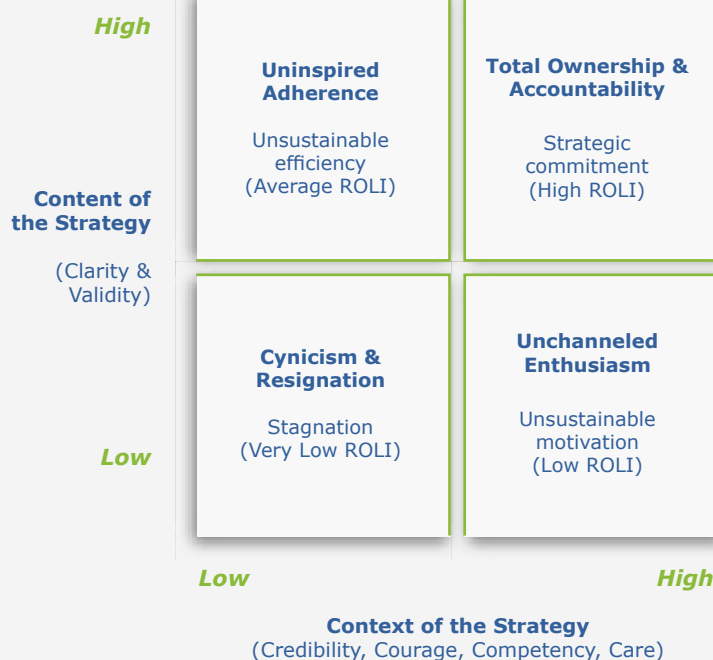 High
Uninspired
Adherence
Unsustainable
efficiency
(Average ROLI)
Total Ownership &
Accountability
Strategic
commitment
(High ROLI)
Content of
the Strategy
(Clarity &
Validity)
Cynicism &
Resignation
Stagnation
(Very Low ROLI)
Unchanneled
Enthusiasm
Unsustainable
motivation
(Low ROLI)
Low
Low
High
Context of the Strategy
(Credibility, Courage, Competency, Care)